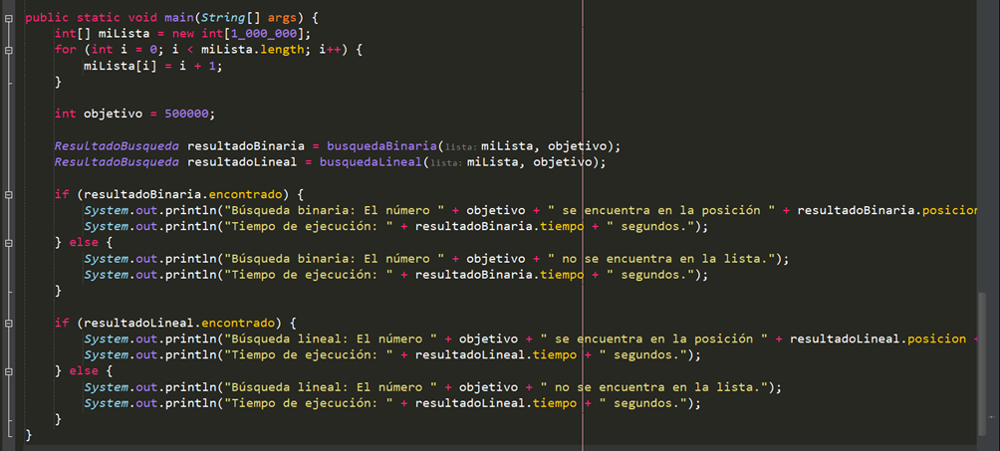 public static void main(String[] args) {
    int[] miLista = new int[1_000_000];
    for (int i = 0; i < miLista.length; i++) {
        miLista[i] = i + 1;
    }
    int objetivo = 500000;
    ResultadoBusqueda resultadoBinaria = busquedaBinaria(lista: miLista, objetivo);
    ResultadoBusqueda resultadoLineal = busquedaLineal(lista: miLista, objetivo);
    if (resultadoBinaria.encontrado) {
        System.out.println("Búsqueda binaria: El número " + objetivo + " se encuentra en la posición " + resultadoBinaria.posicion
        System.out.println("Tiempo de ejecución: " + resultadoBinaria.tiempo + " segundos.");
    } else {
        System.out.println("Búsqueda binaria: El número " + objetivo + " no se encuentra en la lista.");
        System.out.println("Tiempo de ejecución: " + resultadoBinaria.tiempo + " segundos.");
    }
    if (resultadoLineal.encontrado) {
        System.out.println("Búsqueda lineal: El número " + objetivo + " se encuentra en la posición " + resultadoLineal.posicion +
        System.out.println("Tiempo de ejecución: " + resultadoLineal.tiempo + " segundos.");
    } else {
        System.out.println("Búsqueda lineal: El número " + objetivo + " no se encuentra en la lista.");
        System.out.println("Tiempo de ejecución: " + resultadoLineal.tiempo + " segundos.");
    }
}